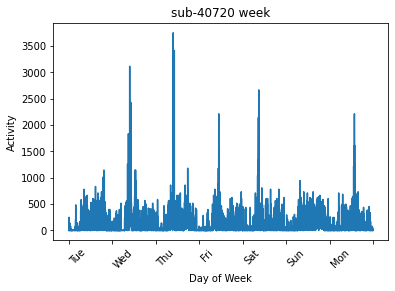 sub-40720 week
3500
3000
2500
2000
1500
1000
500
0
Activity
Tue
Wed
Thu
Fri
Sat
Sun
Mon
Day of Week